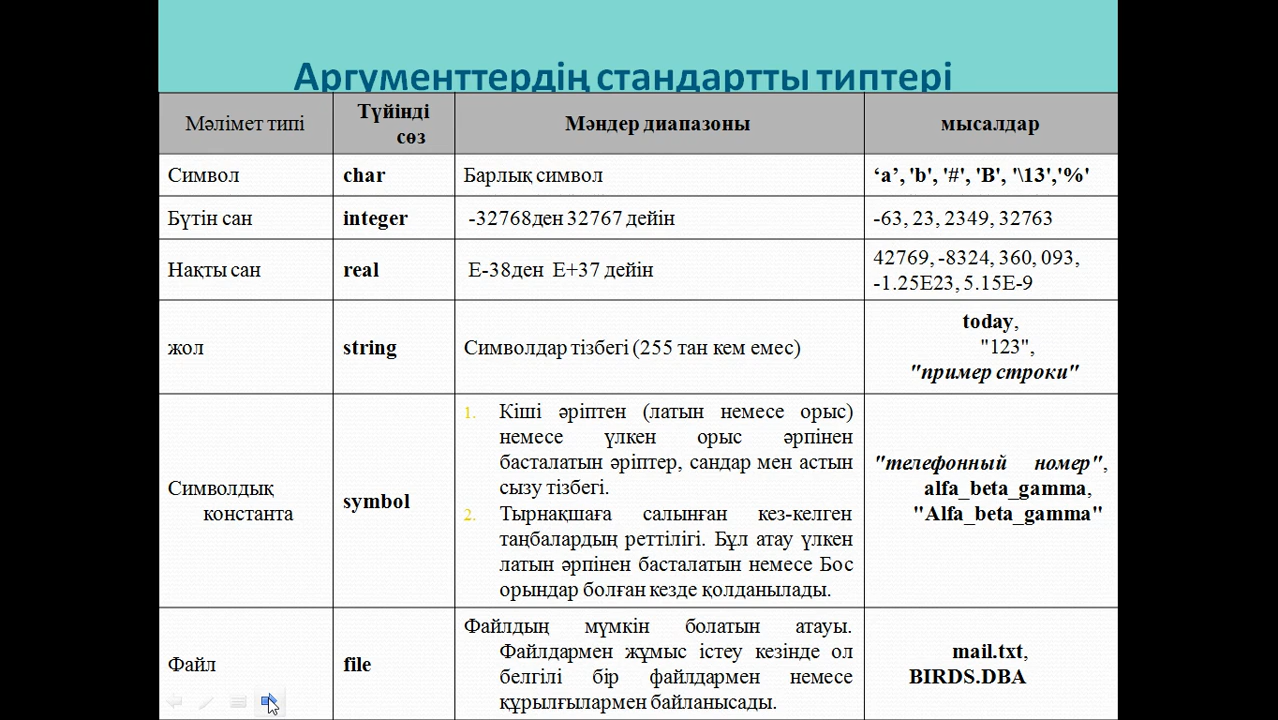 Аргументтердің стандартты типтері
Мәлімет типі
Түйінді
сөз
Мәндер диапазоны
мысалдар
Символ
char
Барлық символ
‘a’, 'b', '#', 'B', '\13','%'
Бүтін сан
integer
-32768ден 32767 дейін
-63, 23, 2349, 32763
Нақты сан
real
E-38ден E+37 дейін
42769, -8324, 360, 093,
-1.25E23, 5.15E-9
жол
string
Символдар тізбегі (255 тан кем емес)
today,
"123",
"пример строки"
Символдық
константа
symbol
1. Кіші әріптен (латын немесе орыс)
немесе үлкен орыс әрпінен
басталатын әріптер, сандар мен астын
сызу тізбегі.
2. Тырнақшаға салынған кез-келген
таңбалардың реттілігі. Бұл атау үлкен
латын әрпінен басталатын немесе Бос
орындар болған кезде қолданылады.
"телефонный номер",
alfa_beta_gamma,
"Alfa_beta_gamma"
Файл
file
Файлдың мүмкін болатын атауы.
Файлдармен жұмыс істеу кезінде ол
белгілі бір файлдармен немесе
құрылғылармен байланысады.
mail.txt,
BIRDS.DBA